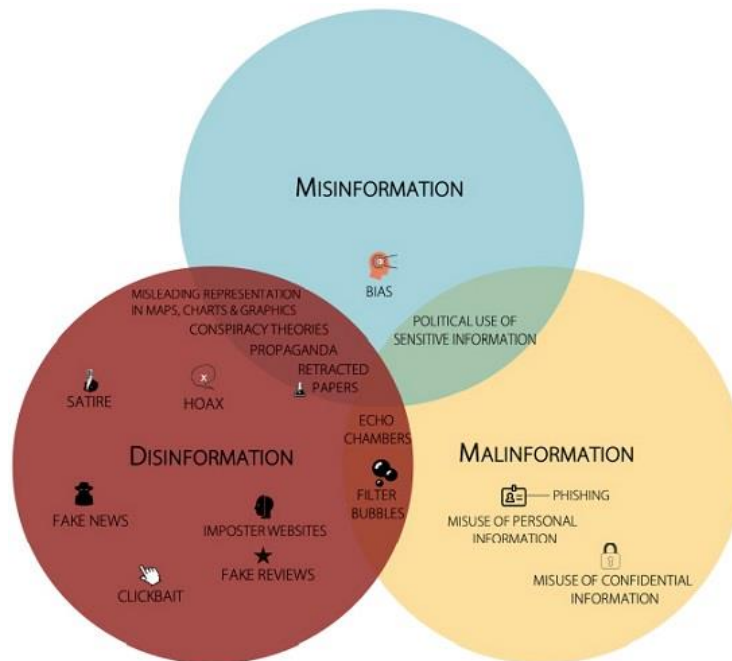 MISINFORMATION
BIAS
MISLEADING REPRESENTATION
IN MAPS, CHARTS & GRAPHICS
CONSPIRACY THEORIES
PROPAGANDA
RETRACTED
PAPERS
POLITICAL USE OF
SENSITIVE INFORMATION
SATIRE
HOAX
ECHO
CHAMBERS
DISINFORMATION
MALINFORMATION
FILTER
BUBBLES
PHISHING
FAKE NEWS
IMPOSTER WEBSITES
MISUSE OF PERSONAL
INFORMATION
FAKE REVIEWS
CLICKBAIT
MISUSE OF CONFIDENTIAL
INFORMATION